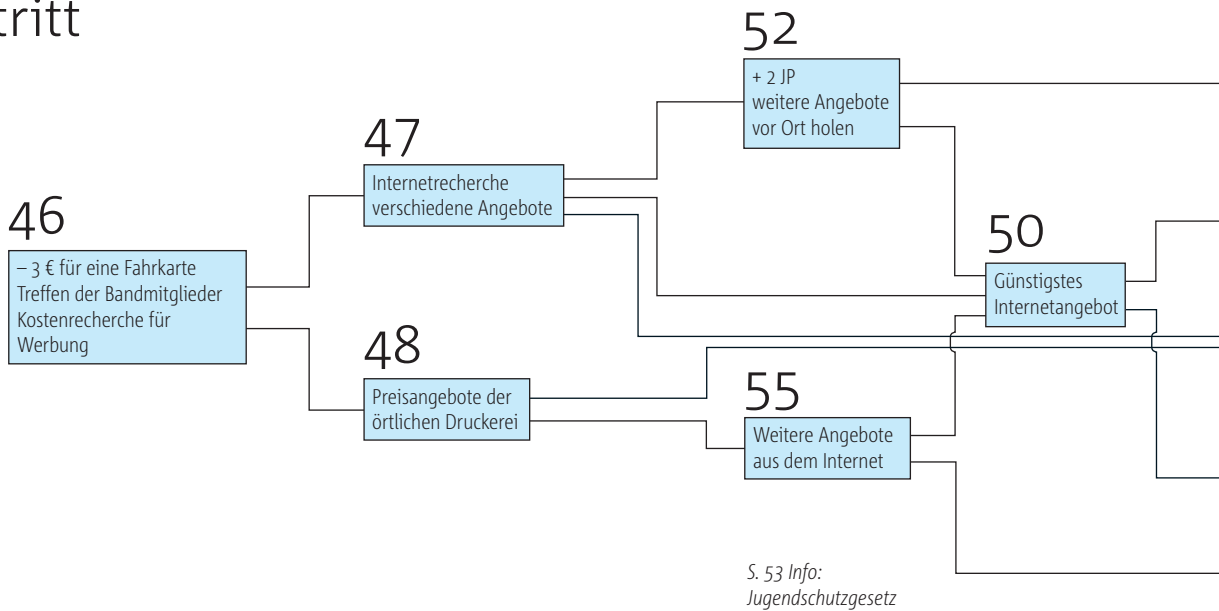 52
+ 2 JP
weitere Angebote
vor Ort holen
47
Internetrecherche
verschiedene Angebote
46
– 3 € für eine Fahrkarte
Treffen der Bandmitglieder
Kostenrecherche für
Werbung
50
Günstigstes
Internetangebot
48
Preisangebote der
örtlichen Druckerei
55
Weitere Angebote
aus dem Internet
S. 53 Info:
Jugendschutzgesetz